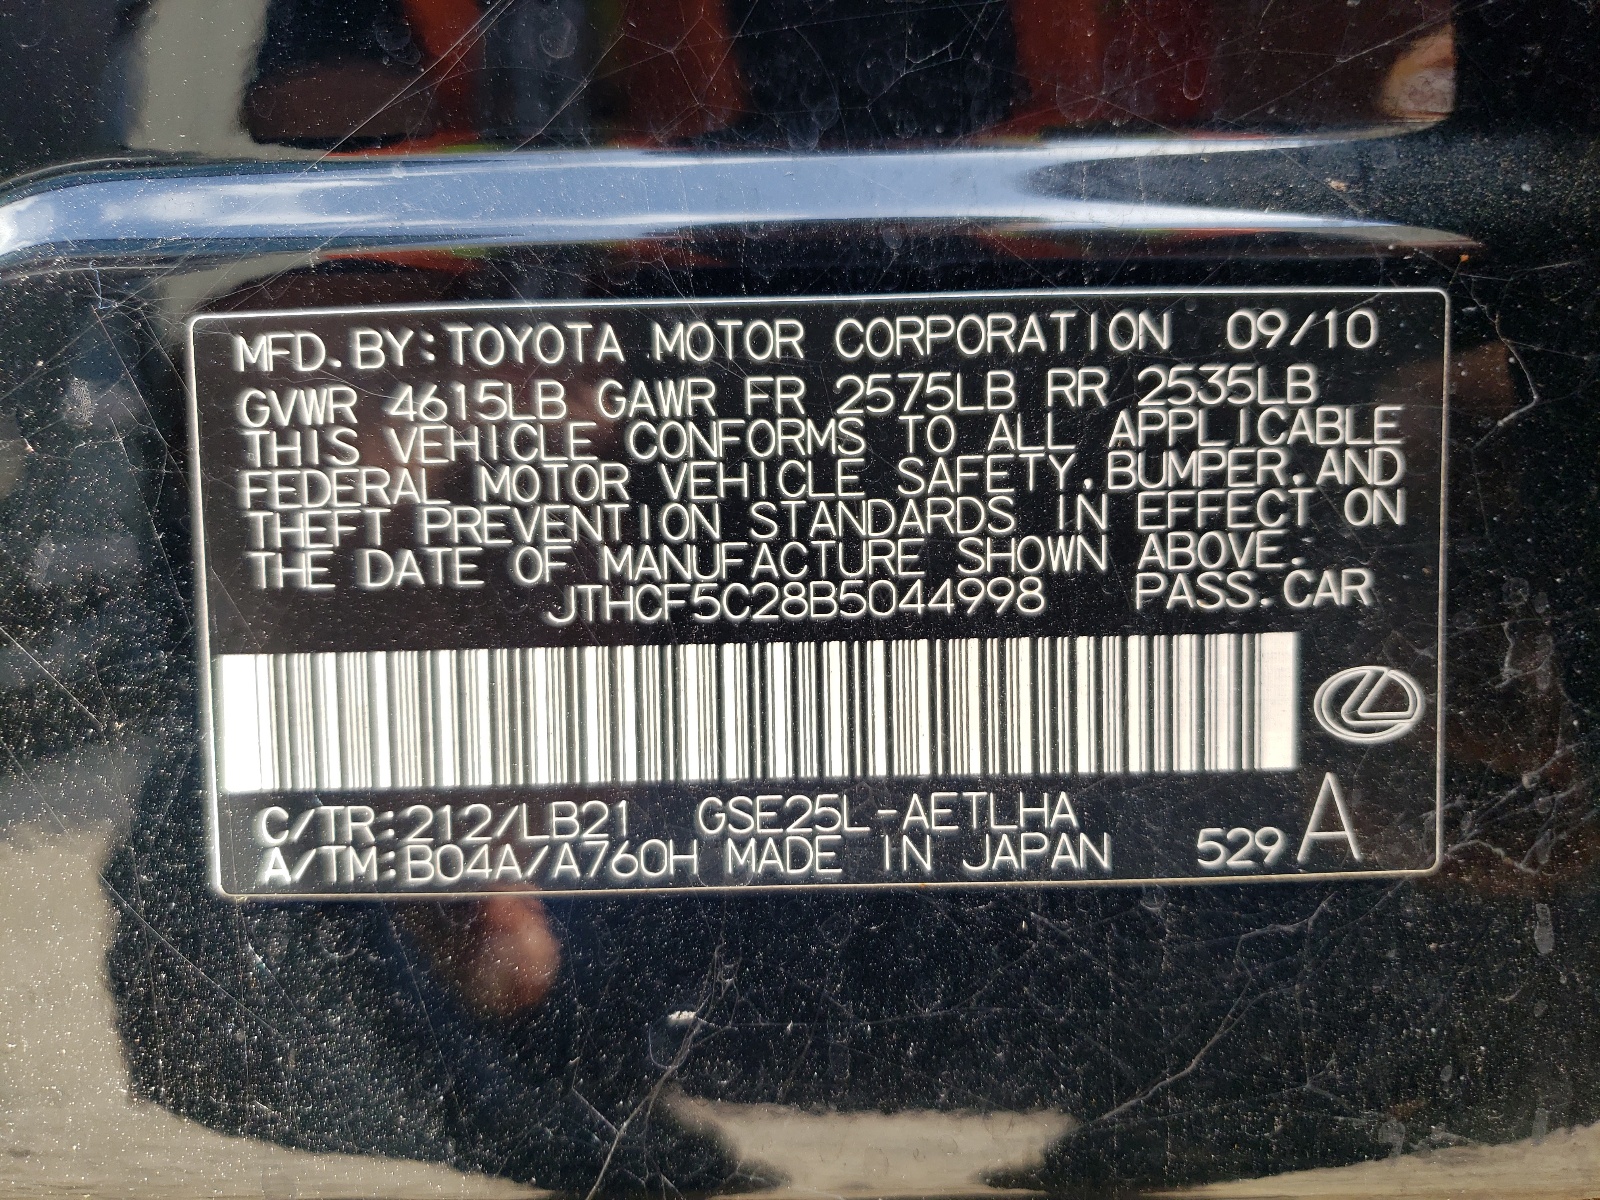 MFD.BY:TOYOTA MOTOR CORPORATION 09/10
GVWR 4615LB GAWR FR 2575LB RR 2535LB
THIS VEHICLE CONFORMS TO ALL APPLICABLE
FEDERAL MOTOR VEHICLE SAFETY,BUMPER,AND
THEFT PREVENTION STANDARDS IN EFFECT ON
THE DATE OF MANUFACTURE SHOWN ABOVE.
JTHCF5C28B5044998 PASS.CAR
C/TR:212/LB21 GSE25L-AETLHA
A/TM:B04A/A760H MADE IN JAPAN 529 A